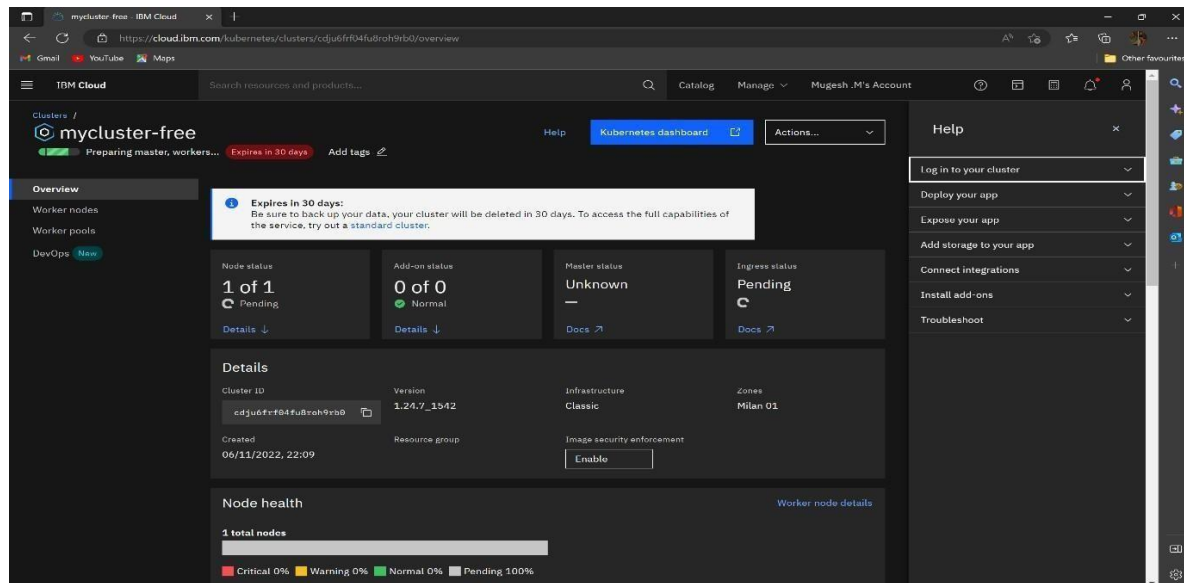 mycluster-free - IBM Cloud
https://cloud.ibm.com/kubernetes/clusters/cdju6frf04fu8roh9rb0/overview
Gmail YouTube Maps Other favourites
IBM Cloud Search resources and products... Catalog Manage Mugesh .M's Account
Clusters /
mycluster-free
Help Kubernetes dashboard Actions...
Preparing master, workers... Expires in 30 days Add tags
Overview
Worker nodes
Worker pools
DevOps New
Expires in 30 days:
Be sure to back up your data, your cluster will be deleted in 30 days. To access the full capabilities of
the service, try out a standard cluster.
Node status Add-on status Master status Ingress status
1 of 1 0 of 0 Unknown Pending
Pending Normal —
Details ↓ Details ↓ Docs ↗ Docs ↗
Details
Cluster ID Version Infrastructure Zones
cdju6frf04fu8roh9rb0 1.24.7_1542 Classic Milan 01
Created Resource group Image security enforcement
06/11/2022, 22:09 Enable
Node health Worker node details
1 total nodes
Critical 0% Warning 0% Normal 0% Pending 100%
Help
Log in to your cluster
Deploy your app
Expose your app
Add storage to your app
Connect integrations
Install add-ons
Troubleshoot